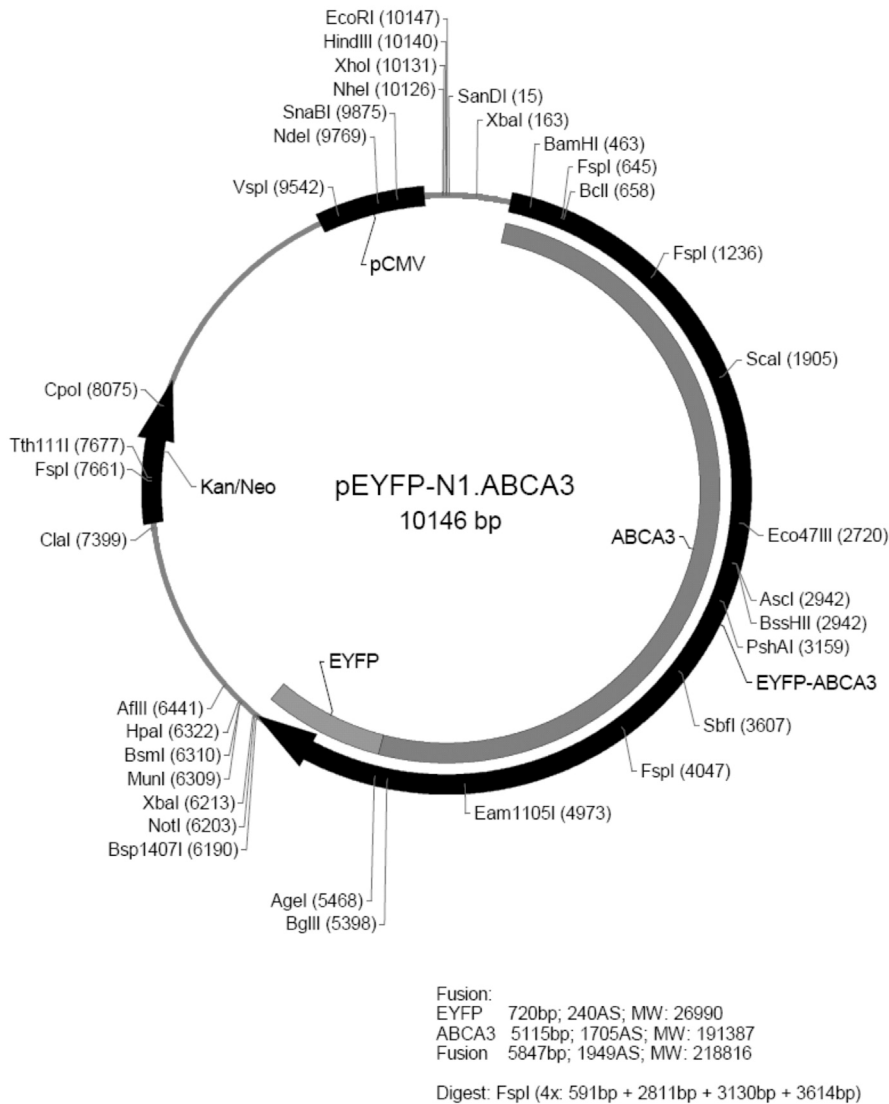 EcoRI (10147)
HindIII (10140)
XhoI (10131)
NheI (10126)
SanDI (15)
SnaBI (9875)
XbaI (163)
NdeI (9769)
BamHI (463)
FspI (645)
VspI (9542)
BclI (658)
pCMV
FspI (1236)
ScaI (1905)
CpoI (8075)
Tth111I (7677)
FspI (7661)
Kan/Neo
pEYFP-N1.ABCA3
10146 bp
ClaI (7399)
ABCA3
Eco47III (2720)
AscI (2942)
BssHII (2942)
PshAI (3159)
EYFP
EYFP-ABCA3
AflII (6441)
SbfI (3607)
HpaI (6322)
BsmI (6310)
FspI (4047)
MunI (6309)
XbaI (6213)
Eam1105I (4973)
NotI (6203)
Bsp1407I (6190)
AgeI (5468)
BglII (5398)
Fusion:
EYFP 720bp; 240AS; MW: 26990
ABCA3 5115bp; 1705AS; MW: 191387
Fusion 5847bp; 1949AS; MW: 218816
Digest: FspI (4x: 591bp + 2811bp + 3130bp + 3614bp)